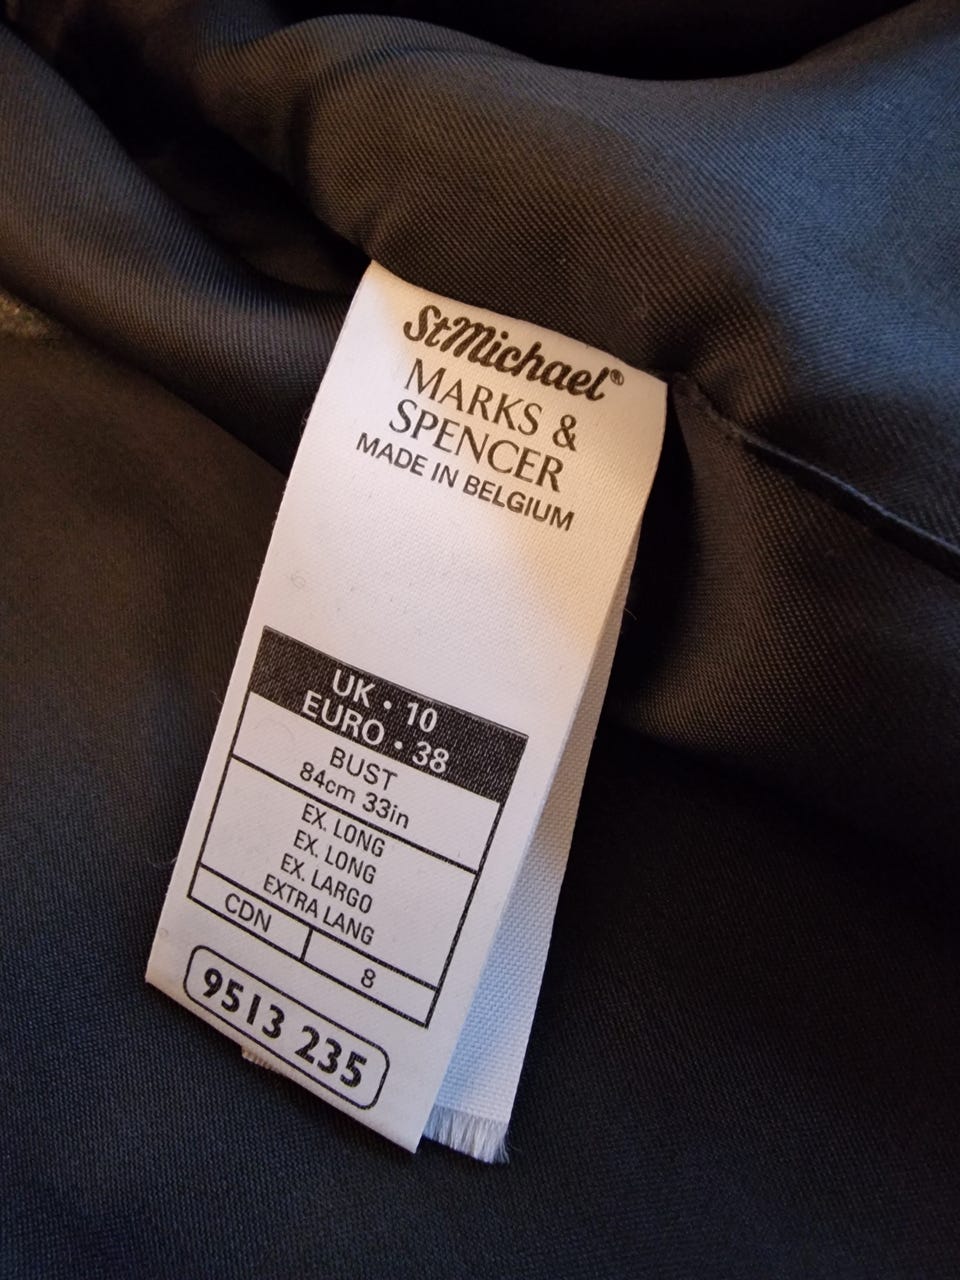 StMichael®
MARKS &
SPENCER
MADE IN BELGIUM
UK · 10
EURO · 38
BUST
84cm 33in
EX. LONG
EX. LONG
EX. LARGO
EXTRA LANG
CDN 8
9513 235